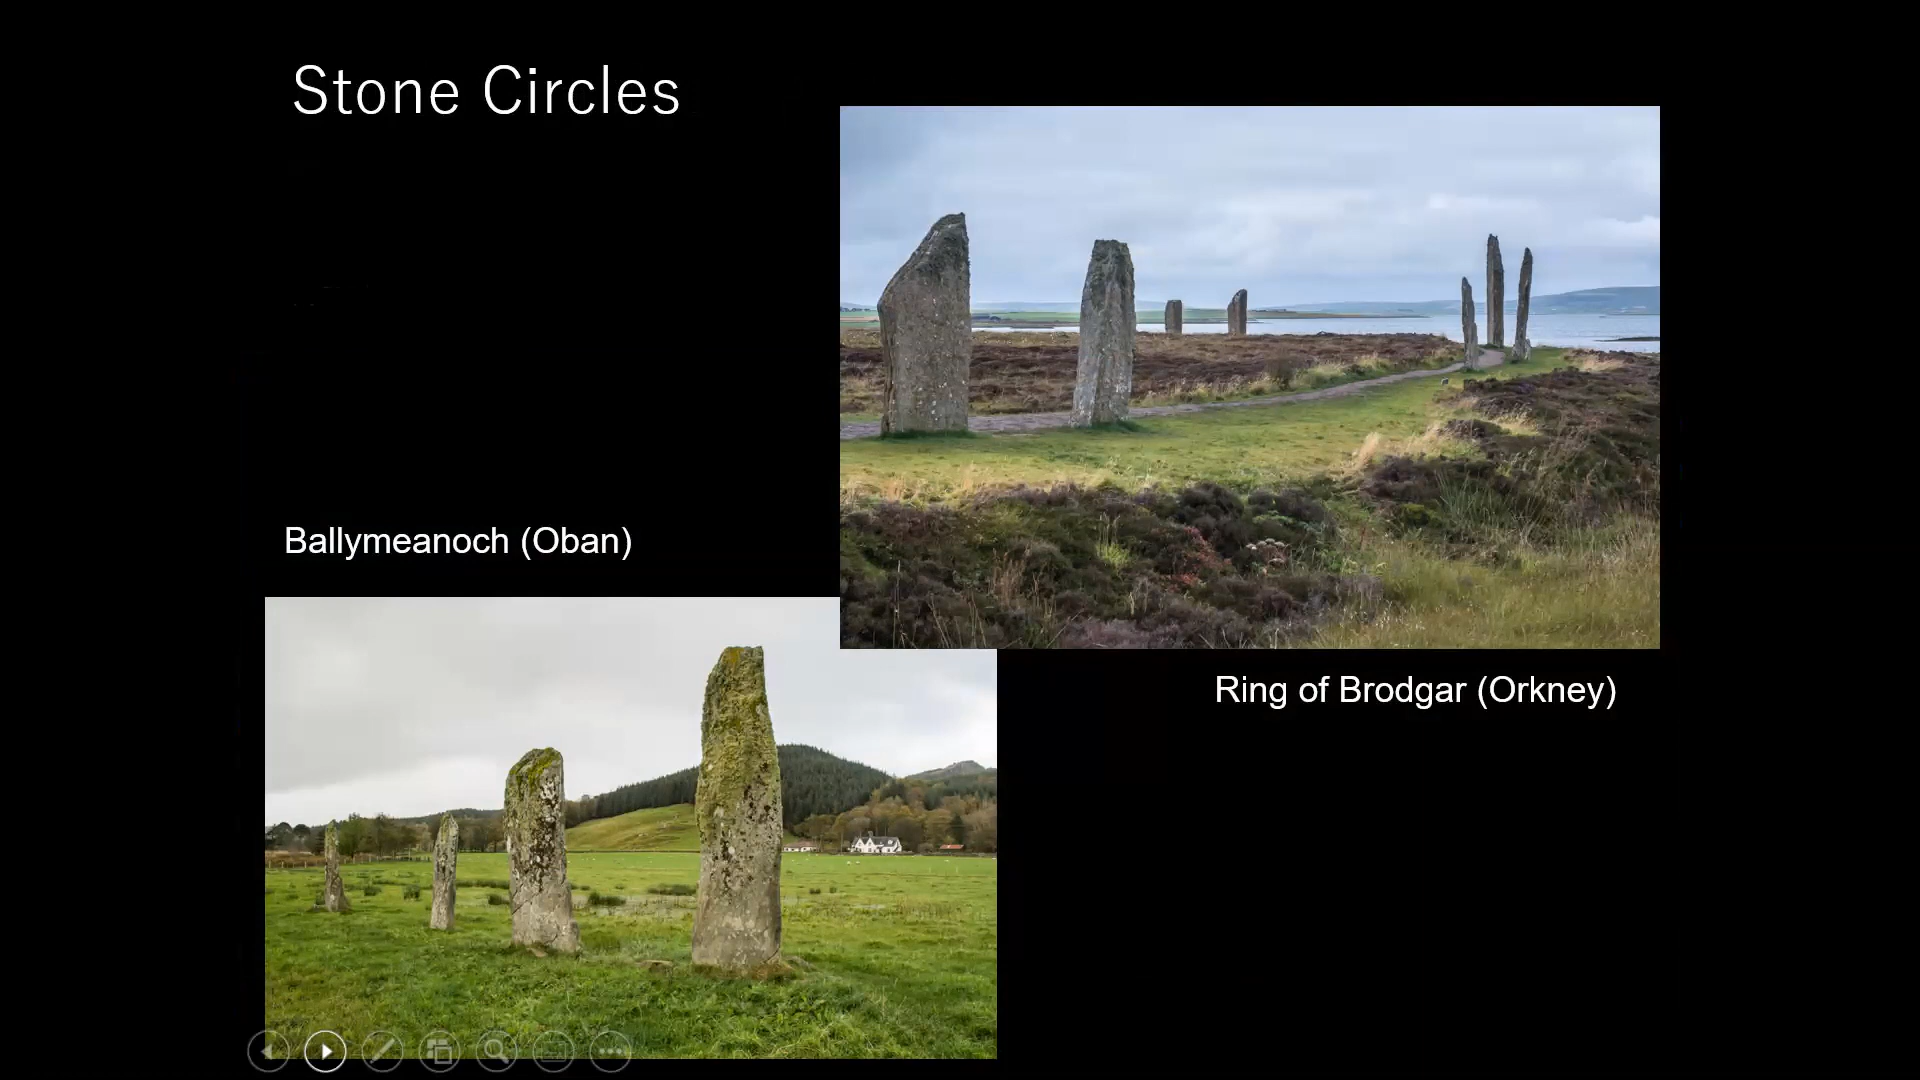 Stone Circles
Ballymeanoch (Oban)
Ring of Brodgar (Orkney)